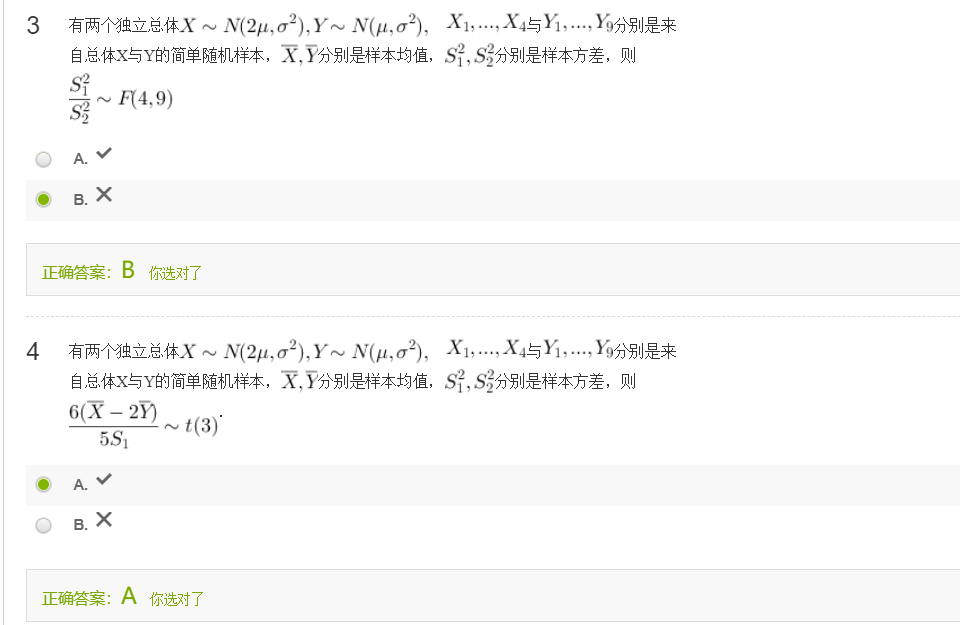 3 有两个独立总体X ~ N(2μ,σ²),Y ~ N(μ,σ²), X₁,...,X₄与Y₁,...,Y₉分别是来
自总体X与Y的简单随机样本，X̄,Ȳ分别是样本均值，S₁²,S₂²分别是样本方差，则
S₁²/S₂² ~ F(4,9)
A. ✓
B. ✕
正确答案：B 你选对了
4 有两个独立总体X ~ N(2μ,σ²),Y ~ N(μ,σ²), X₁,...,X₄与Y₁,...,Y₉分别是来
自总体X与Y的简单随机样本，X̄,Ȳ分别是样本均值，S₁²,S₂²分别是样本方差，则
6(X̄ − 2Ȳ)/5S₁ ~ t(3).
A. ✓
B. ✕
正确答案：A 你选对了